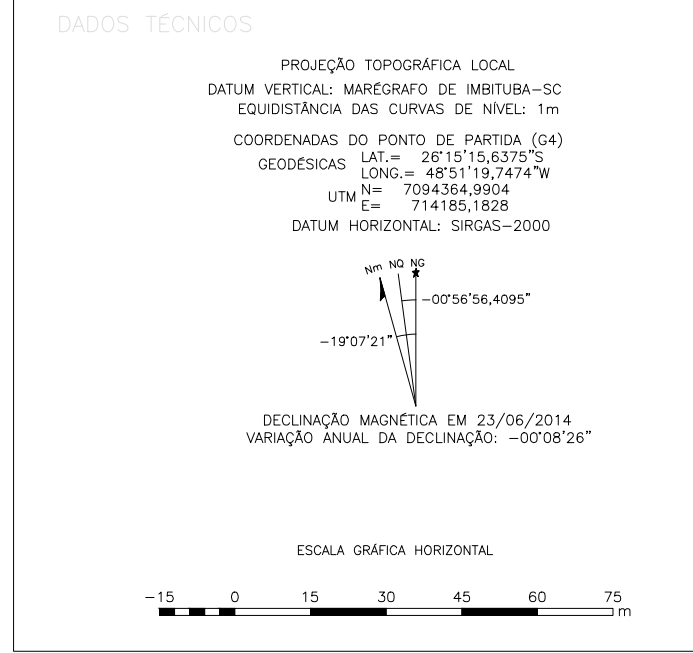 DADOS TÉCNICOS
PROJEÇÃO TOPOGRÁFICA LOCAL
DATUM VERTICAL: MARÉGRAFO DE IMBITUBA-SC
EQUIDISTÂNCIA DAS CURVAS DE NÍVEL: 1m
COORDENADAS DO PONTO DE PARTIDA (G4)
GEODÉSICAS LAT.= 26°15'15,6375"S
LONG.= 48°51'19,7474"W
UTM N= 7094364,9904
E= 714185,1828
DATUM HORIZONTAL: SIRGAS-2000
Nm NQ NG
-00°56'56,4095"
-19°07'21"
DECLINAÇÃO MAGNÉTICA EM 23/06/2014
VARIAÇÃO ANUAL DA DECLINAÇÃO: -00°08'26"
ESCALA GRÁFICA HORIZONTAL
-15 0 15 30 45 60 75
m